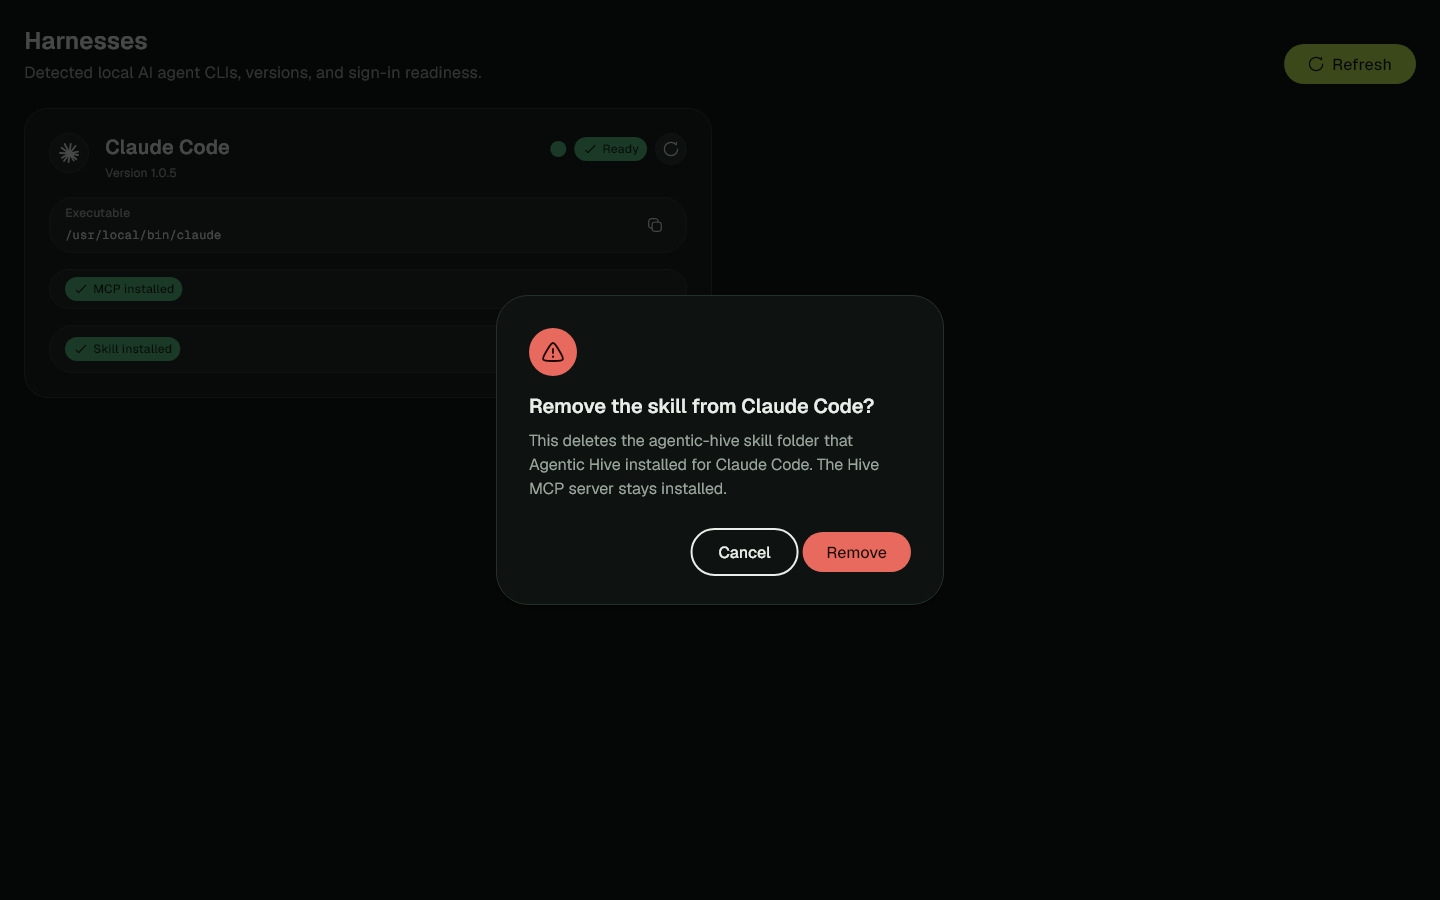 Harnesses
Detected local AI agent CLIs, versions, and sign-in readiness.
Refresh
Claude Code
Version 1.0.5
Ready
Executable
/usr/local/bin/claude
MCP installed
Skill installed
Remove the skill from Claude Code?
This deletes the agentic-hive skill folder that
Agentic Hive installed for Claude Code. The Hive
MCP server stays installed.
Cancel
Remove